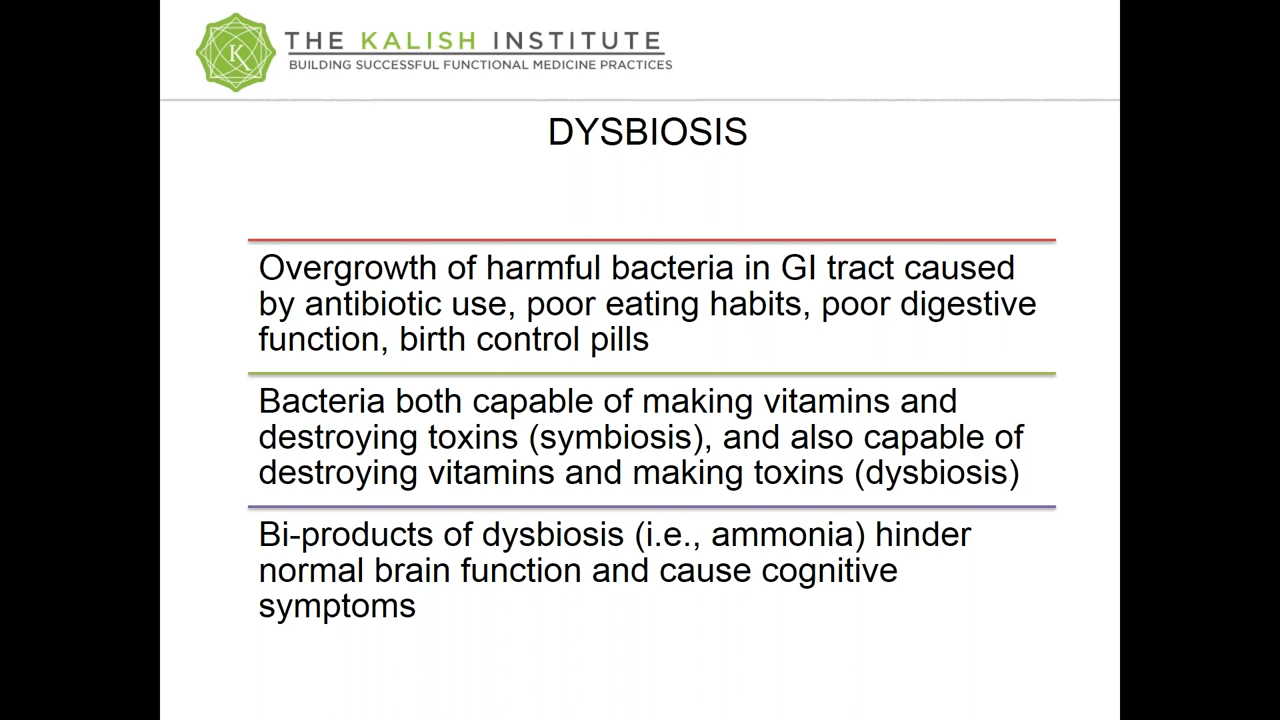 THE KALISH INSTITUTE
BUILDING SUCCESSFUL FUNCTIONAL MEDICINE PRACTICES
K
DYSBIOSIS
Overgrowth of harmful bacteria in GI tract caused
by antibiotic use, poor eating habits, poor digestive
function, birth control pills
Bacteria both capable of making vitamins and
destroying toxins (symbiosis), and also capable of
destroying vitamins and making toxins (dysbiosis)
Bi-products of dysbiosis (i.e., ammonia) hinder
normal brain function and cause cognitive
symptoms